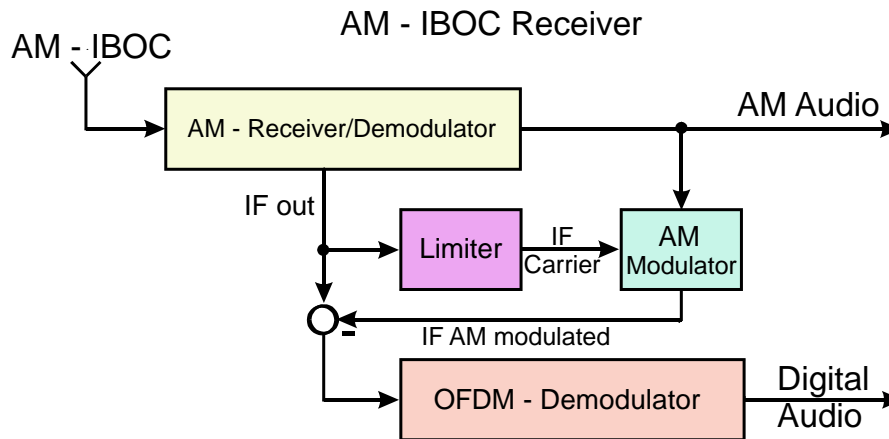 AM - IBOC Receiver
AM - IBOC
AM - Receiver/Demodulator
AM Audio
IF out
Limiter
IF
Carrier
AM
Modulator
-
IF AM modulated
OFDM - Demodulator
Digital
Audio